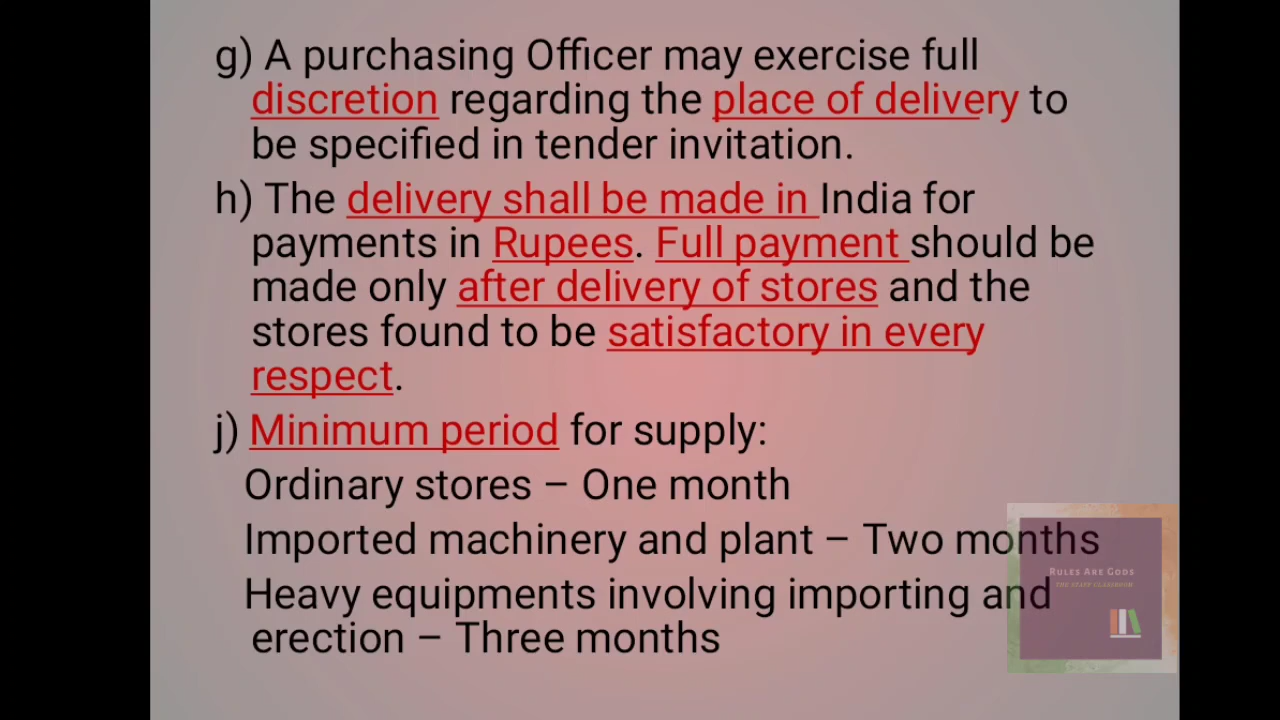 g) A purchasing Officer may exercise full
discretion regarding the place of delivery to
be specified in tender invitation.
h) The delivery shall be made in India for
payments in Rupees. Full payment should be
made only after delivery of stores and the
stores found to be satisfactory in every
respect.
j) Minimum period for supply:
Ordinary stores – One month
Imported machinery and plant – Two months
Heavy equipments involving importing and
erection – Three months
RULES ARE GODS
THE STAFF CLASSROOM